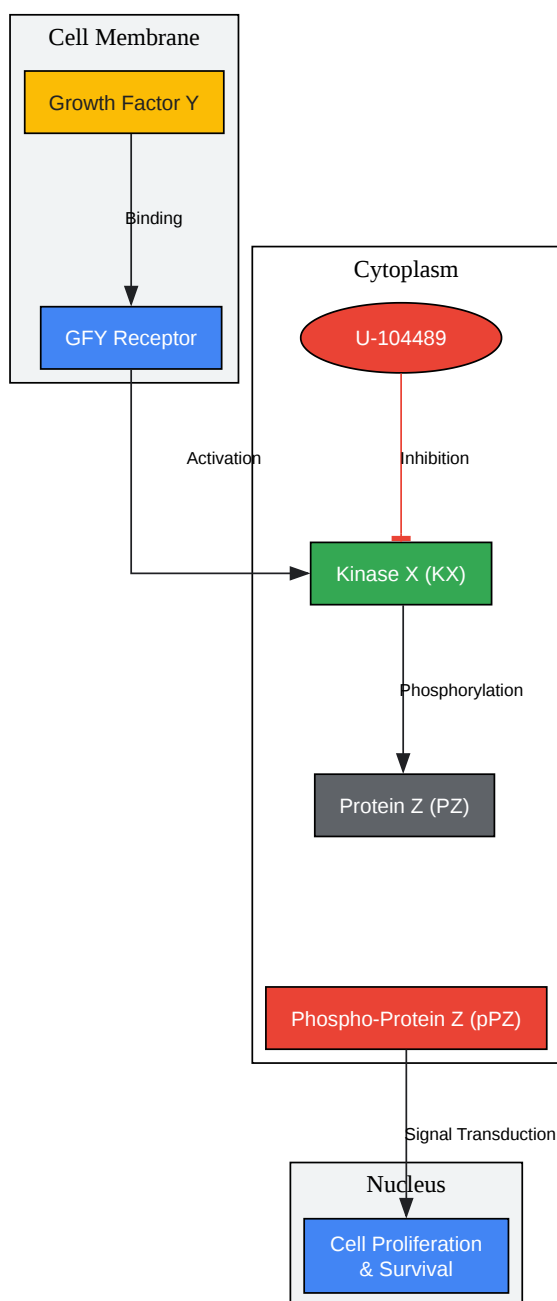 Cell Membrane
Growth Factor Y
Binding
GFY Receptor
Cytoplasm
U-104489
Activation
Inhibition
Kinase X (KX)
Phosphorylation
Protein Z (PZ)
Phospho-Protein Z (pPZ)
Signal Transduction
Nucleus
Cell Proliferation
& Survival